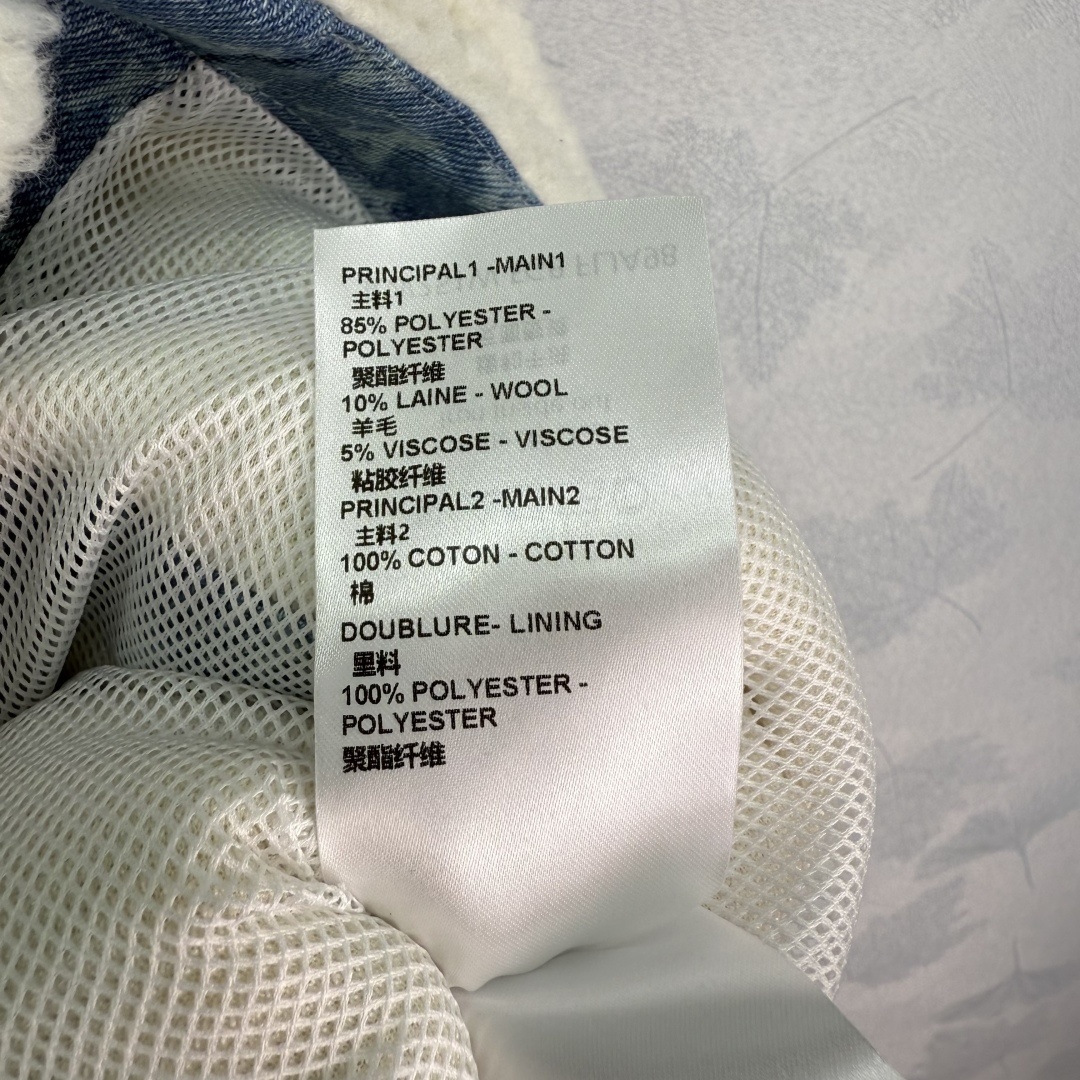 PRINCIPAL1 -MAIN1
主料1
85% POLYESTER -
POLYESTER
聚酯纤维
10% LAINE - WOOL
羊毛
5% VISCOSE - VISCOSE
粘胶纤维
PRINCIPAL2 -MAIN2
主料2
100% COTON - COTTON
棉
DOUBLURE- LINING
里料
100% POLYESTER -
POLYESTER
聚酯纤维